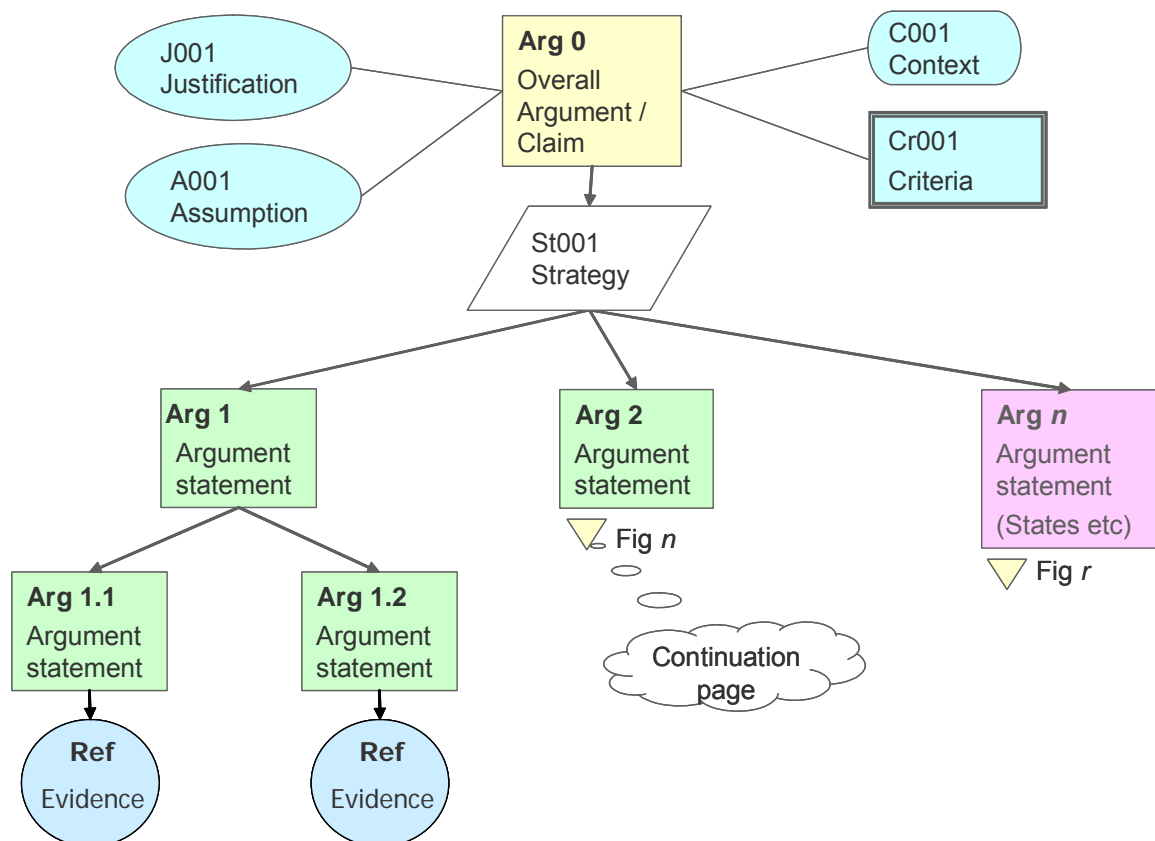 J001
Justification
Arg 0
Overall
Argument /
Claim
C001
Context
A001
Assumption
Cr001
Criteria
St001
Strategy
Arg 1
Argument
statement
Arg 2
Argument
statement
Arg n
Argument
statement
(States etc)
Fig n
Fig r
Arg 1.1
Argument
statement
Arg 1.2
Argument
statement
Continuation
page
Ref
Evidence
Ref
Evidence